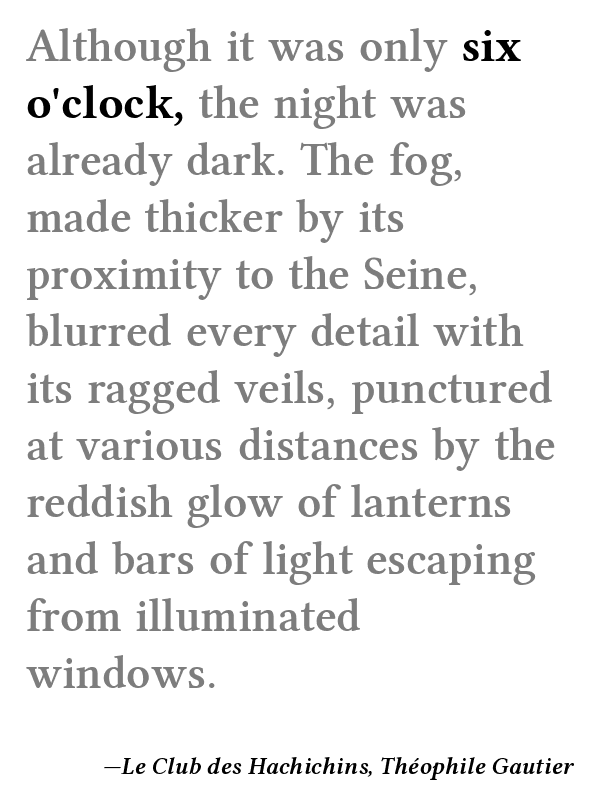 Although it was only six
o'clock, the night was
already dark. The fog,
made thicker by its
proximity to the Seine,
blurred every detail with
its ragged veils, punctured
at various distances by the
reddish glow of lanterns
and bars of light escaping
from illuminated
windows.
—Le Club des Hachichins, Théophile Gautier